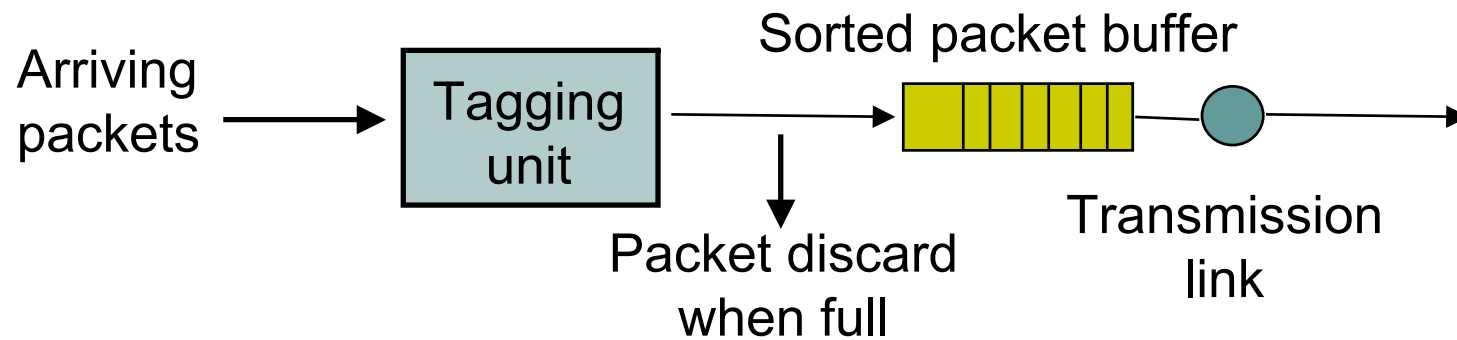 Sorted packet buffer
Arriving
packets
Tagging
unit
Transmission
link
Packet discard
when full